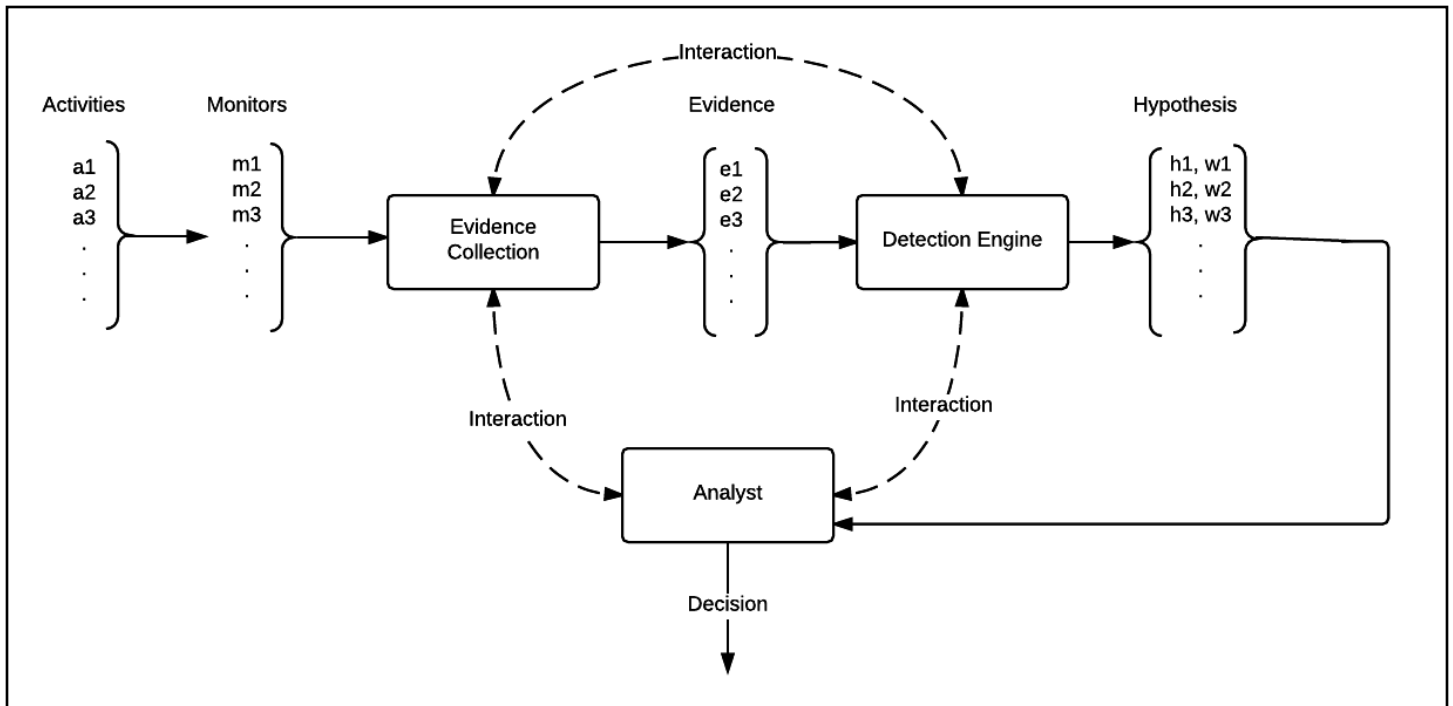 Interaction
Activities
Monitors
Evidence
Hypothesis
a1
a2
a3
.
.
.
m1
m2
m3
.
.
.
Evidence
Collection
e1
e2
e3
.
.
.
Detection Engine
h1, w1
h2, w2
h3, w3
.
.
.
Interaction
Interaction
Analyst
Decision